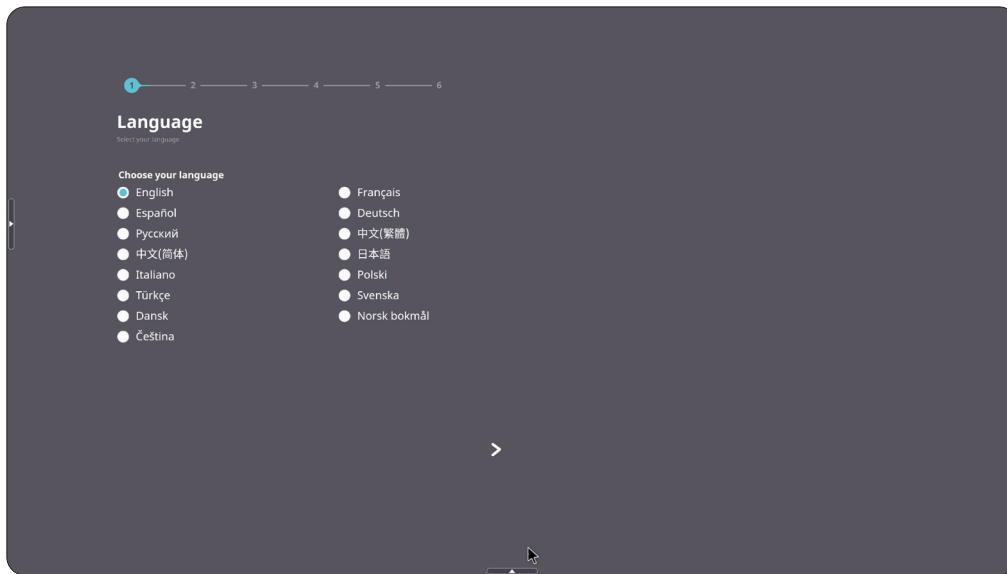 1 2 3 4 5 6
Language
Select your language
Choose your language
English
Français
Español
Deutsch
Русский
中文(繁體)
中文(简体)
日本語
Italiano
Polski
Türkçe
Svenska
Dansk
Norsk bokmål
Čeština